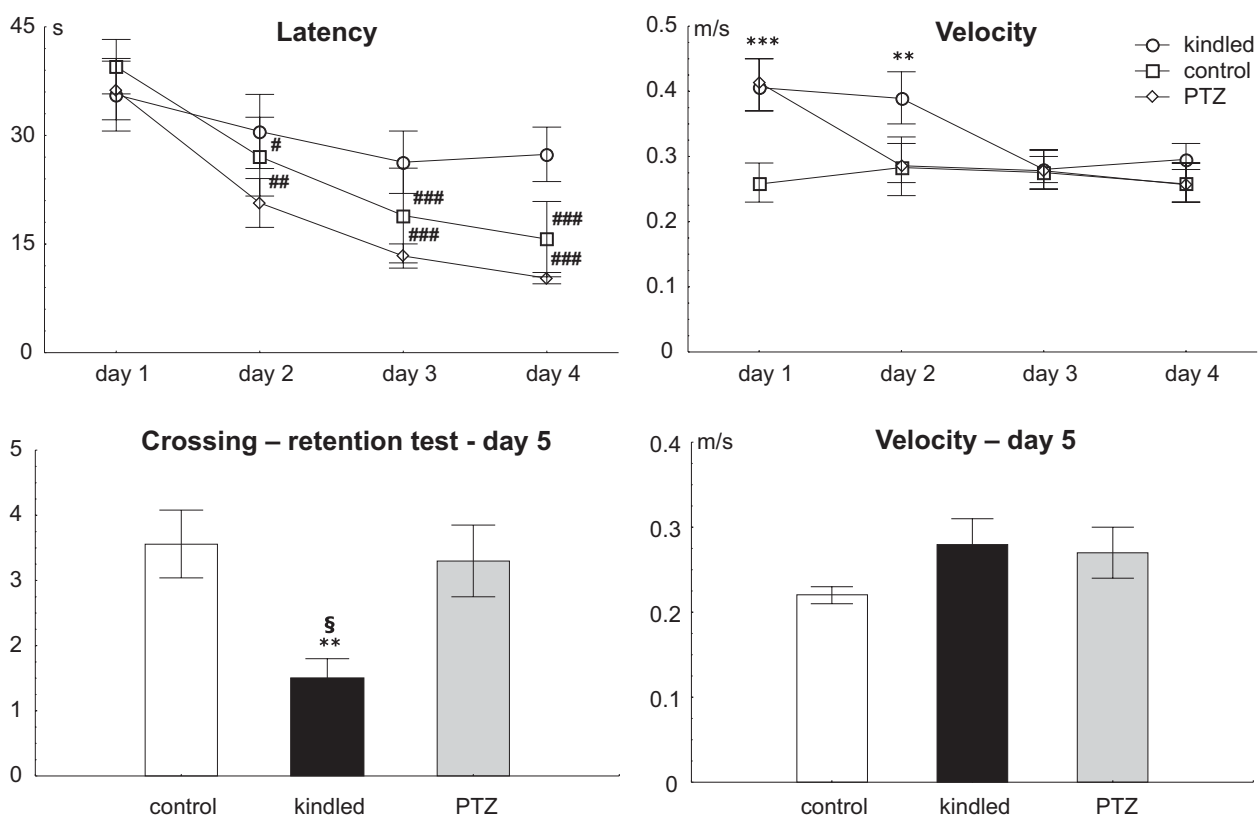 Latency
s
45
30
15
0
#
##
###
###
###
###
day 1 day 2 day 3 day 4
Velocity
m/s
0.5
0.4
0.3
0.2
0.1
0
***
**
kindled
control
PTZ
day 1 day 2 day 3 day 4
Crossing – retention test - day 5
5
4
3
2
1
0
§
**
control kindled PTZ
Velocity – day 5
m/s
0.4
0.3
0.2
0.1
0
control kindled PTZ